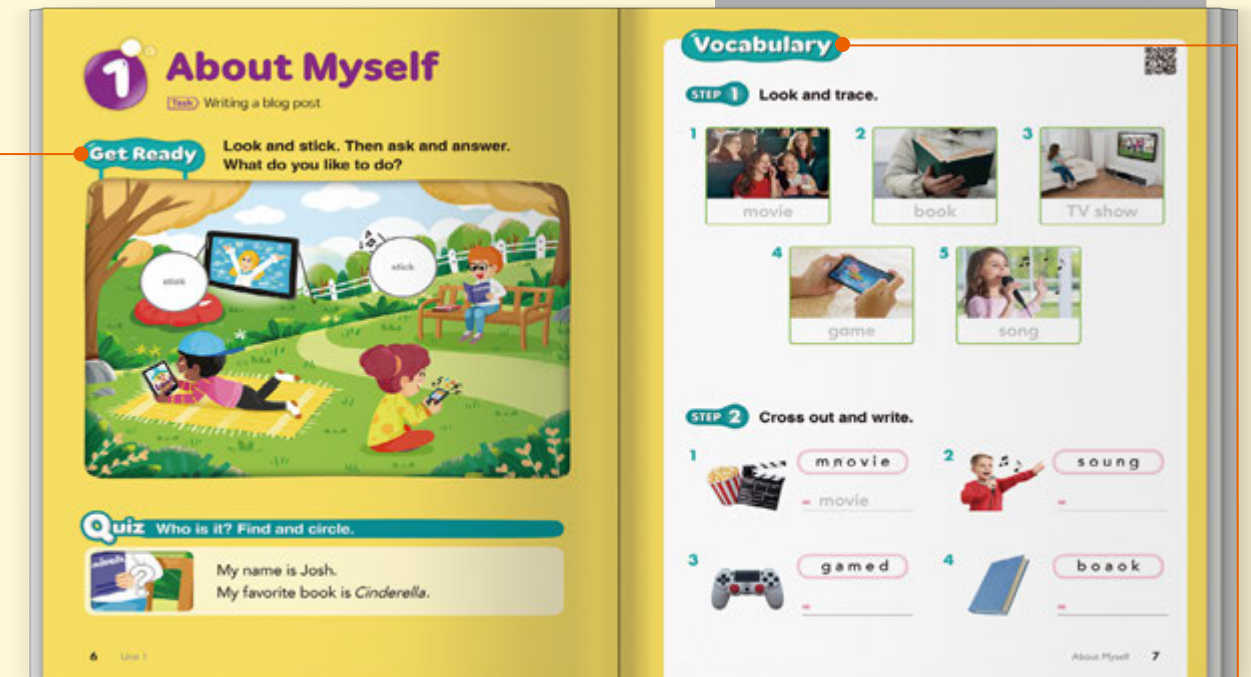 1
About Myself
Task Writing a blog post
Get Ready
Look and stick. Then ask and answer.
What do you like to do?
stick
stick
Quiz Who is it? Find and circle.
My name is Josh.
My favorite book is Cinderella.
6 Unit 1
Vocabulary
STEP 1 Look and trace.
1
movie
2
book
3
TV show
4
game
5
song
STEP 2 Cross out and write.
1
mnovie
movie
2
soung
3
gamed
4
boaok
About Myself 7